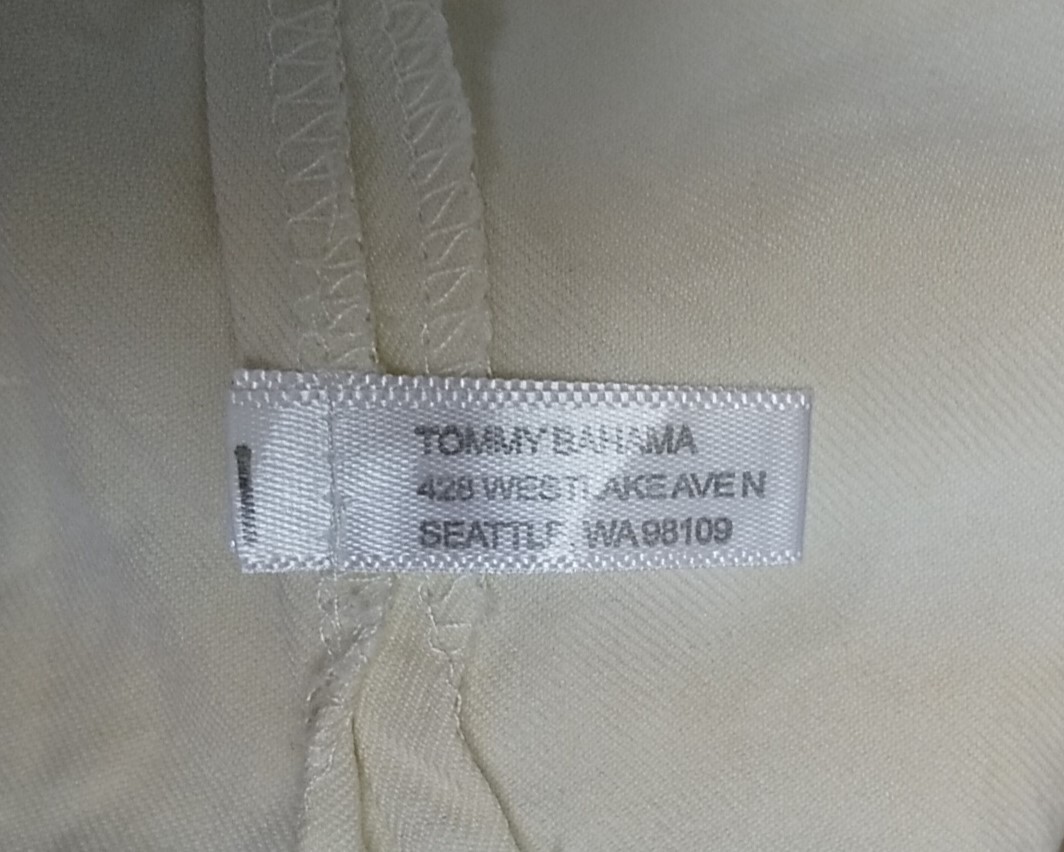 TOMMY BAHAMA
428 WESTLAKE AVE N
SEATTLE, WA 98109